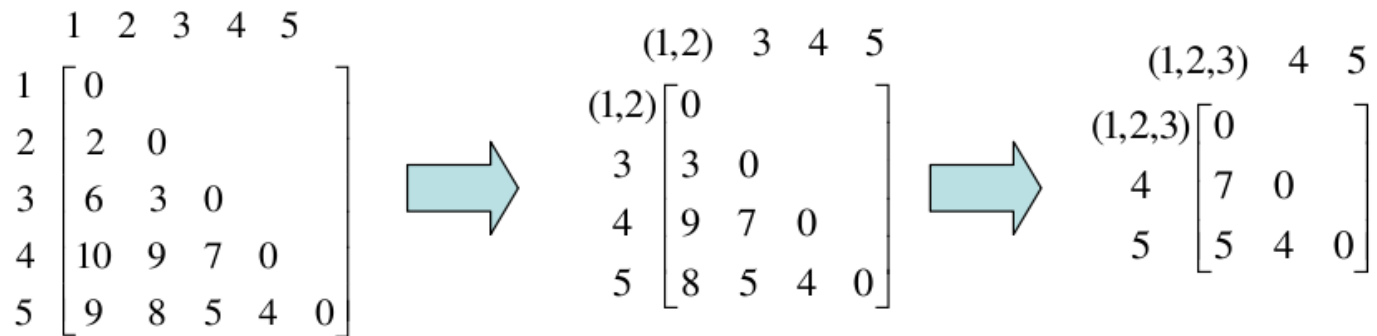 1 2 3 4 5
1 0
2 2 0
3 6 3 0
4 10 9 7 0
5 9 8 5 4 0
(1,2) 3 4 5
(1,2) 0
3 3 0
4 9 7 0
5 8 5 4 0
(1,2,3) 4 5
(1,2,3) 0
4 7 0
5 5 4 0